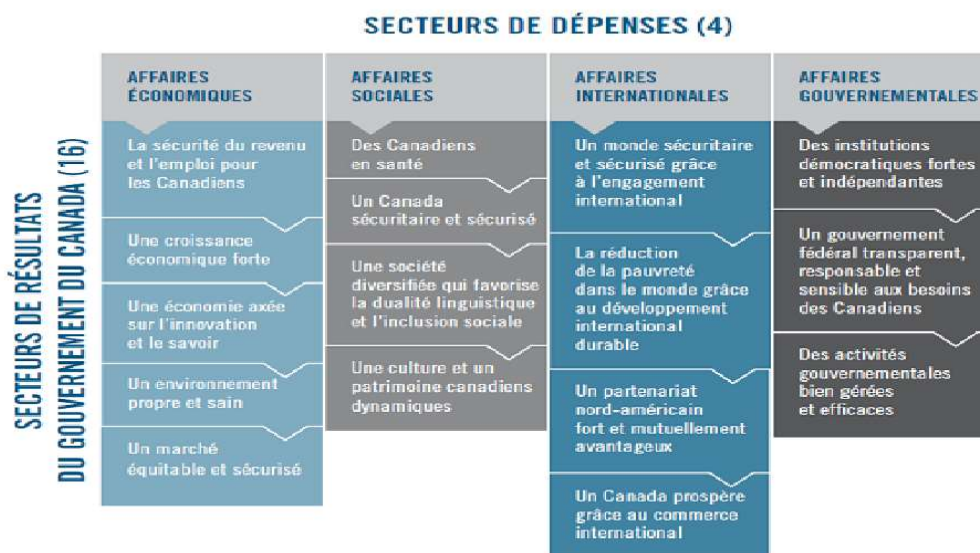 SECTEURS DE DÉPENSES (4)
SECTEURS DE RÉSULTATS
DU GOUVERNEMENT DU CANADA (16)
AFFAIRES
ÉCONOMIQUES
La sécurité du revenu
et l'emploi pour
les Canadiens
Une croissance
économique forte
Une économie axée
sur l'innovation
et le savoir
Un environnement
propre et sain
Un marché
équitable et sécurisé
AFFAIRES
SOCIALES
Des Canadiens
en santé
Un Canada
sécuritaire et sécurisé
Une société
diversifiée qui favorise
la dualité linguistique
et l'inclusion sociale
Une culture et un
patrimoine canadiens
dynamiques
AFFAIRES
INTERNATIONALES
Un monde sécuritaire
et sécurisé grâce
à l'engagement
international
La réduction
de la pauvreté
dans le monde grâce
au développement
international
durable
Un partenariat
nord-américain
fort et mutuellement
avantageux
Un Canada prospère
grâce au commerce
international
AFFAIRES
GOUVERNEMENTALES
Des institutions
démocratiques fortes
et indépendantes
Un gouvernement
fédéral transparent,
responsable et
sensible aux besoins
des Canadiens
Des activités
gouvernementales
bien gérées
et efficaces